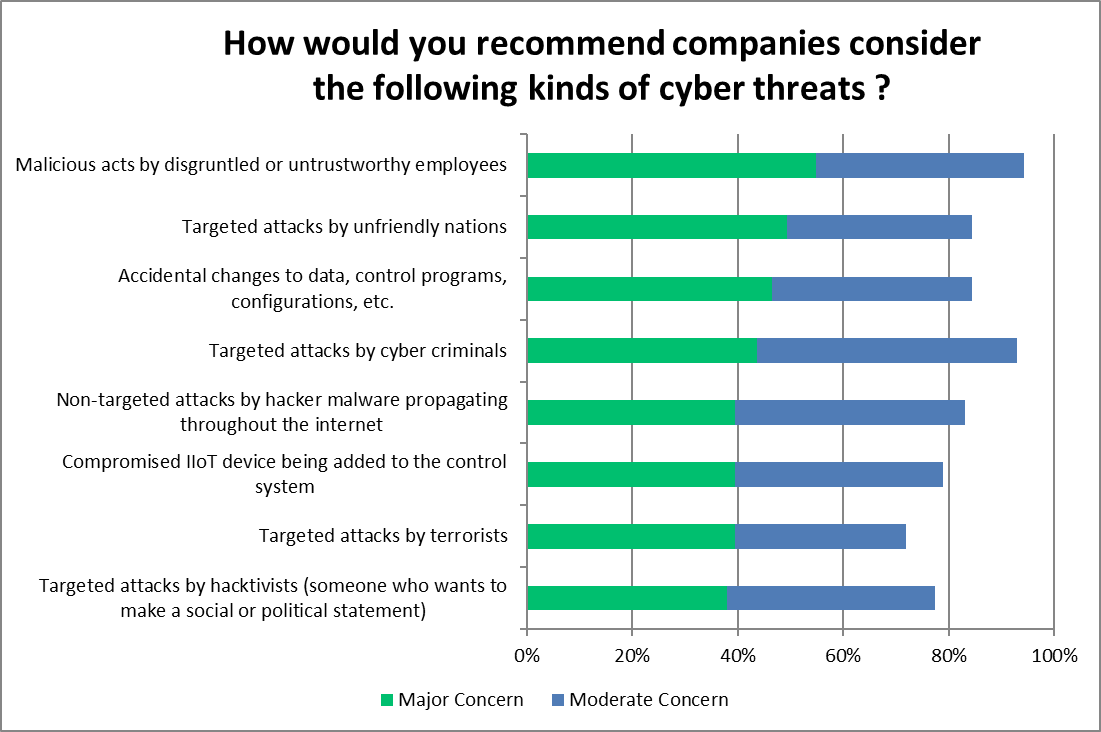 How would you recommend companies consider
the following kinds of cyber threats ?
Malicious acts by disgruntled or untrustworthy employees
Targeted attacks by unfriendly nations
Accidental changes to data, control programs,
configurations, etc.
Targeted attacks by cyber criminals
Non-targeted attacks by hacker malware propagating
throughout the internet
Compromised IIoT device being added to the control
system
Targeted attacks by terrorists
Targeted attacks by hacktivists (someone who wants to
make a social or political statement)
0% 20% 40% 60% 80% 100%
Major Concern Moderate Concern